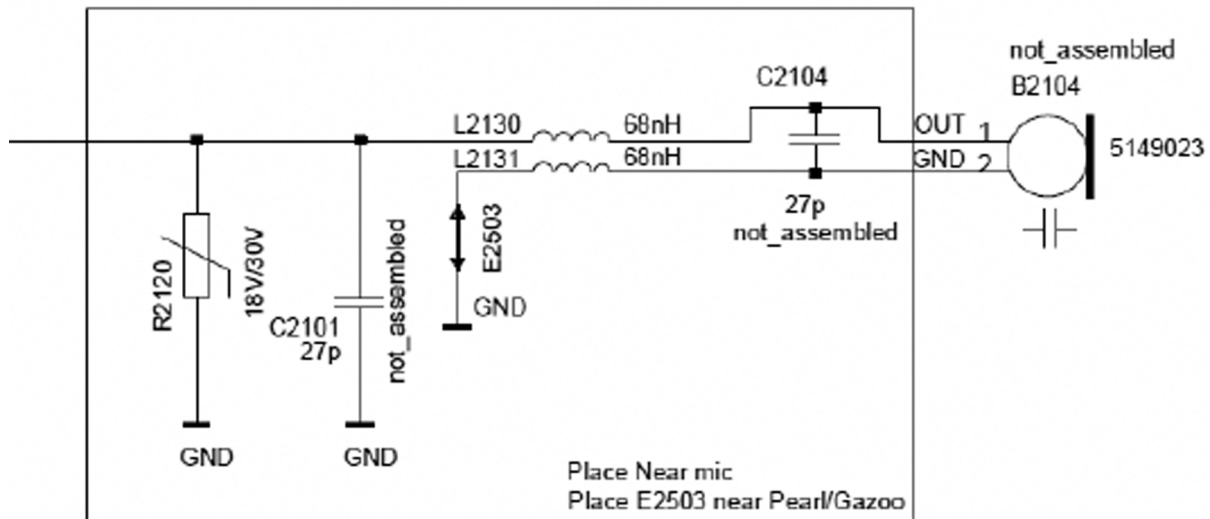 not_assembled
B2104
C2104
L2130
68nH
OUT
1
5149023
L2131
68nH
GND
2
27p
not_assembled
R2120
18V/30V
C2101
27p
not_assembled
E2503
GND
GND
GND
Place Near mic
Place E2503 near Pearl/Gazoo